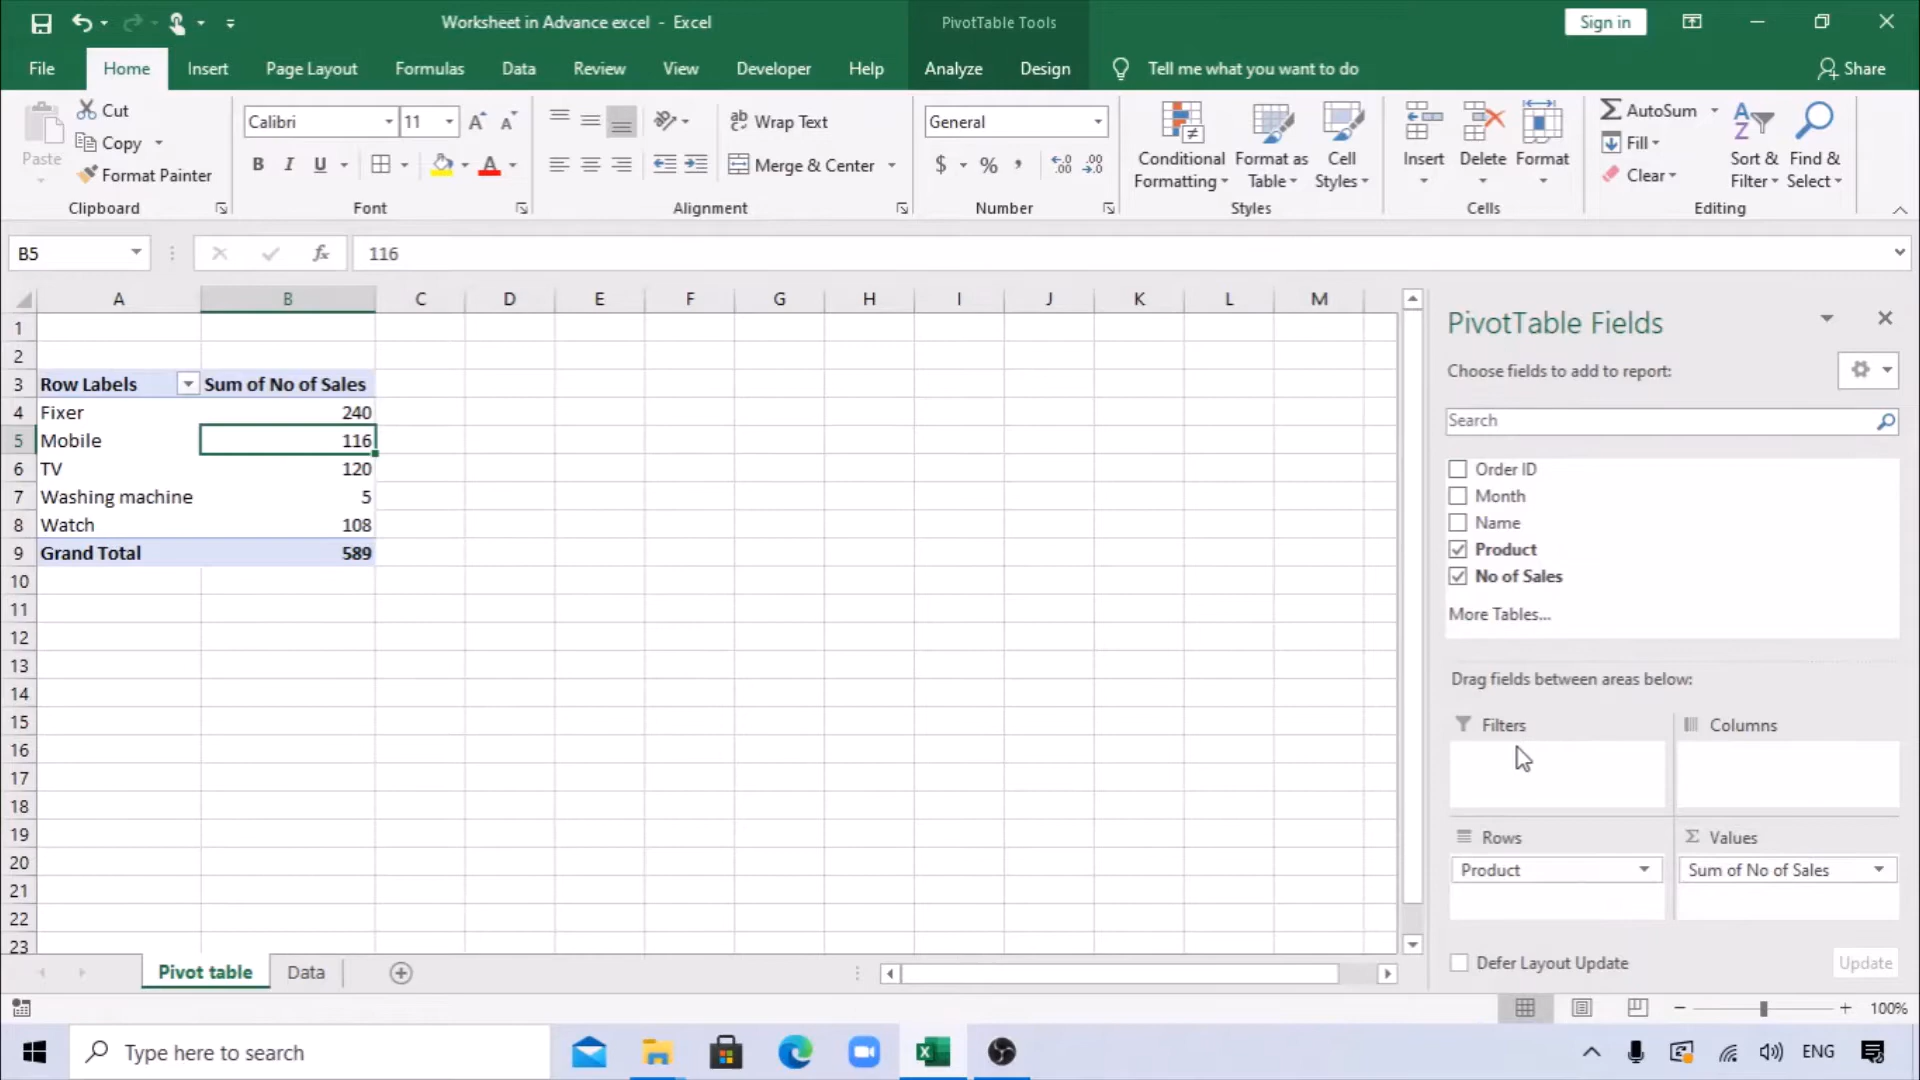 Worksheet in Advance excel - Excel
PivotTable Tools
Sign in
File Home Insert Page Layout Formulas Data Review View Developer Help Analyze Design Tell me what you want to do Share
Paste
Cut
Copy
Format Painter
Clipboard
Calibri 11
B I U A
Font
ab Wrap Text
Merge & Center
Alignment
General
$ % ,
Number
Conditional Formatting
Format as Table
Cell Styles
Styles
Insert
Delete
Format
Cells
AutoSum
Fill
Clear
Sort & Filter
Find & Select
Editing
B5 fx 116
A B C D E F G H I J K L M
1
2
3 Row Labels Sum of No of Sales
4 Fixer 240
5 Mobile 116
6 TV 120
7 Washing machine 5
8 Watch 108
9 Grand Total 589
10
11
12
13
14
15
16
17
18
19
20
21
22
23
PivotTable Fields
Choose fields to add to report:
Search
Order ID
Month
Name
Product
No of Sales
More Tables...
Drag fields between areas below:
Filters
Columns
Rows
Σ Values
Product
Sum of No of Sales
Defer Layout Update
Update
Pivot table Data
100%
Type here to search
ENG